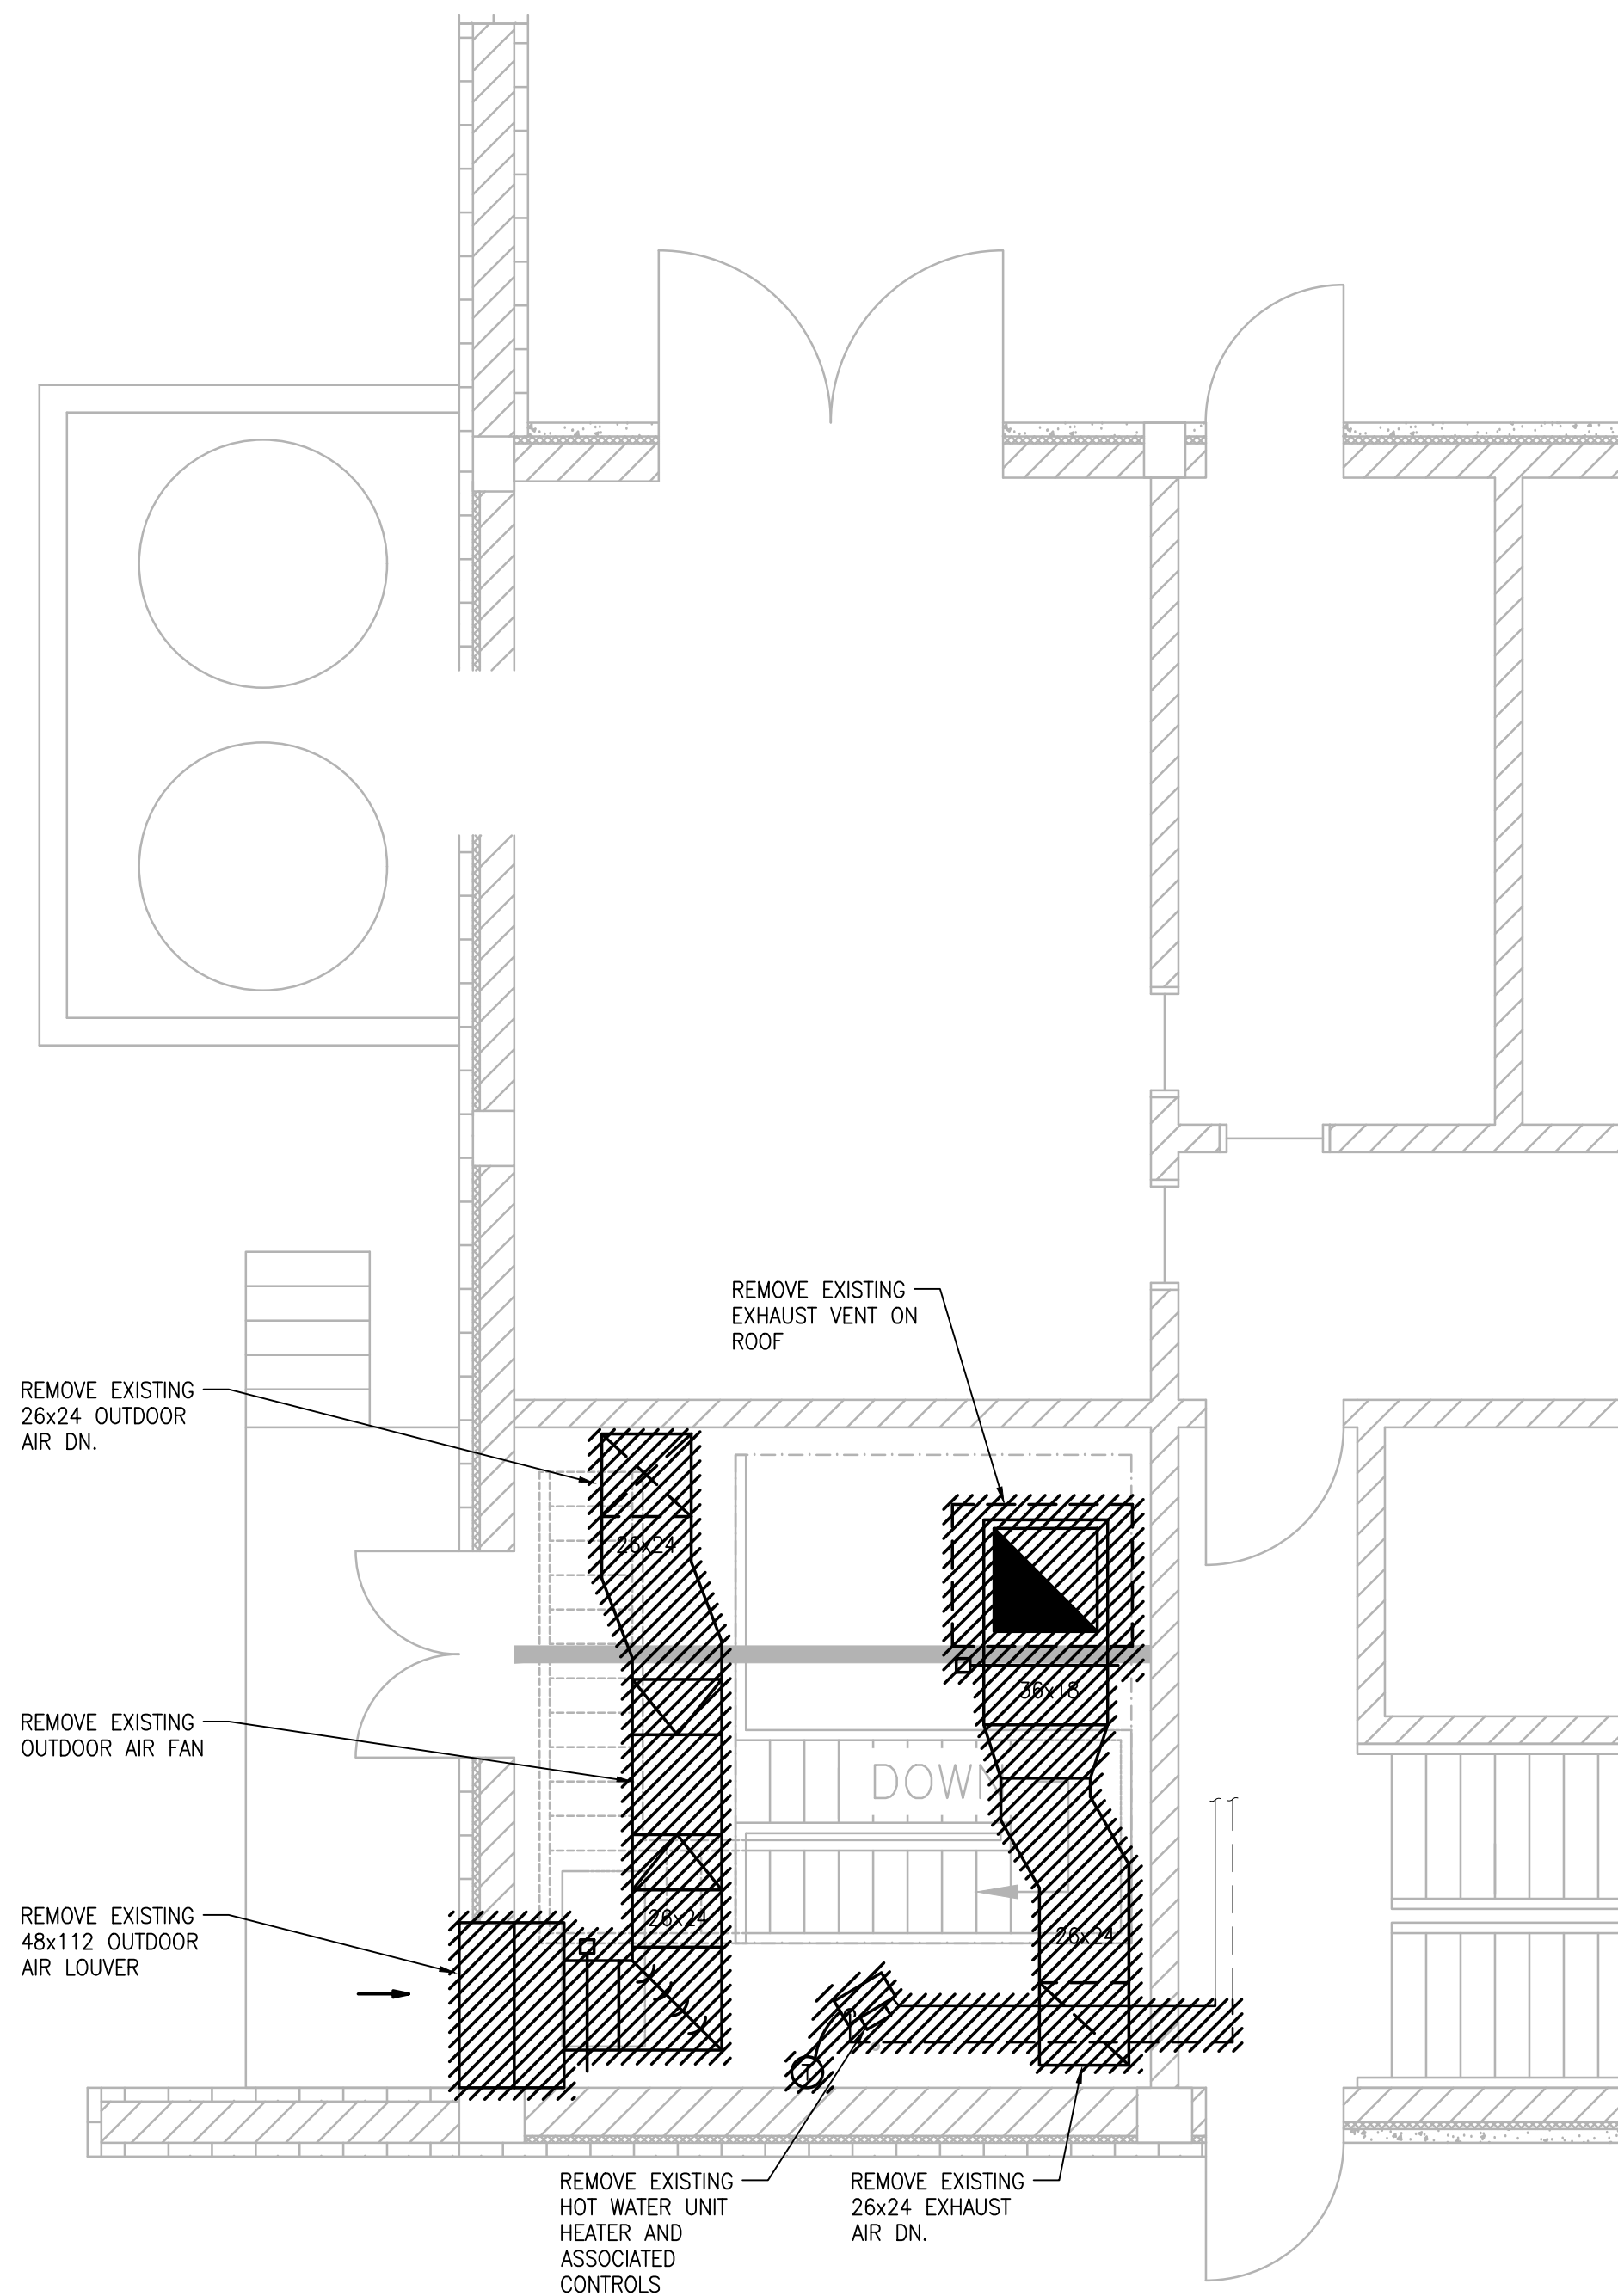 REMOVE EXISTING
EXHAUST VENT ON
ROOF
REMOVE EXISTING
26x24 OUTDOOR
AIR DN.
26x24
36x18
REMOVE EXISTING
OUTDOOR AIR FAN
DOWN
REMOVE EXISTING
48x112 OUTDOOR
AIR LOUVER
26x24
26x24
T
REMOVE EXISTING
HOT WATER UNIT
HEATER AND
ASSOCIATED
CONTROLS
REMOVE EXISTING
26x24 EXHAUST
AIR DN.